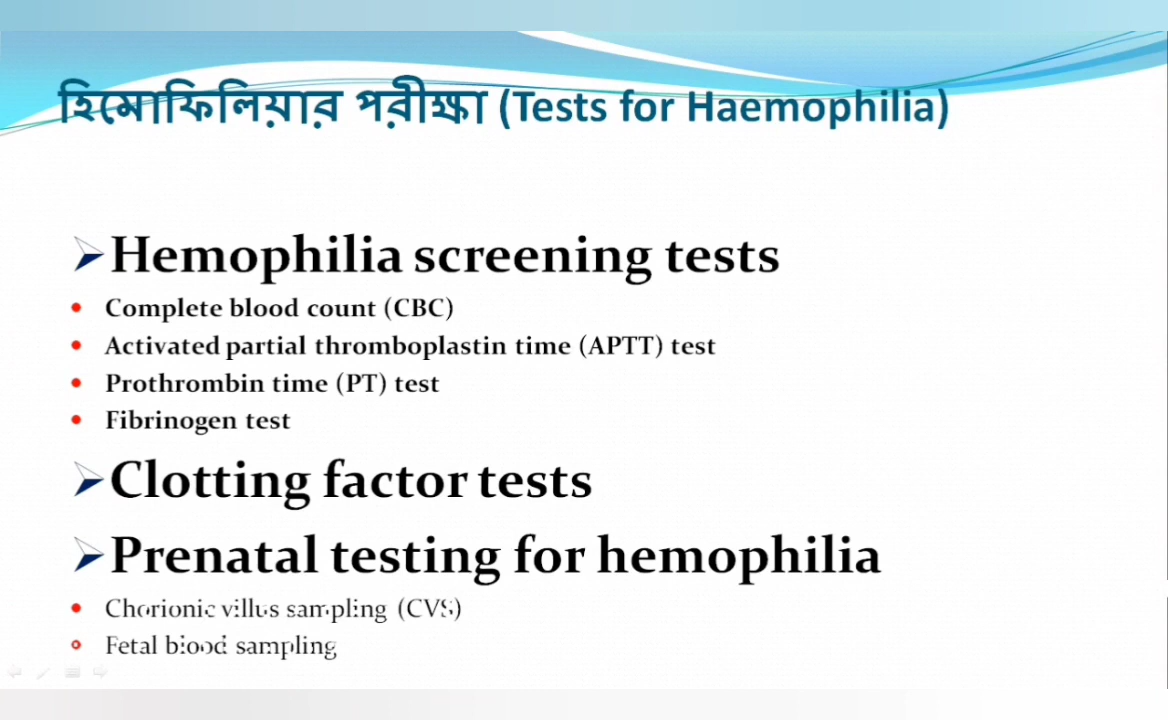 হিমোফিলিয়ার পরীক্ষা (Tests for Haemophilia)
Hemophilia screening tests
Complete blood count (CBC)
Activated partial thromboplastin time (APTT) test
Prothrombin time (PT) test
Fibrinogen test
Clotting factor tests
Prenatal testing for hemophilia
Chorionic villus sampling (CVS)
Fetal blood sampling